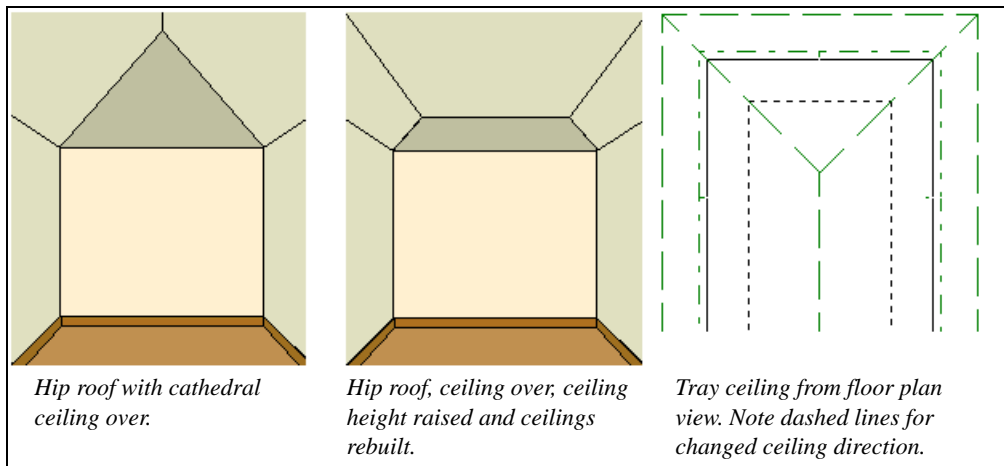 Hip roof with cathedral
ceiling over.
Hip roof, ceiling over, ceiling
height raised and ceilings
rebuilt.
Tray ceiling from floor plan
view. Note dashed lines for
changed ceiling direction.